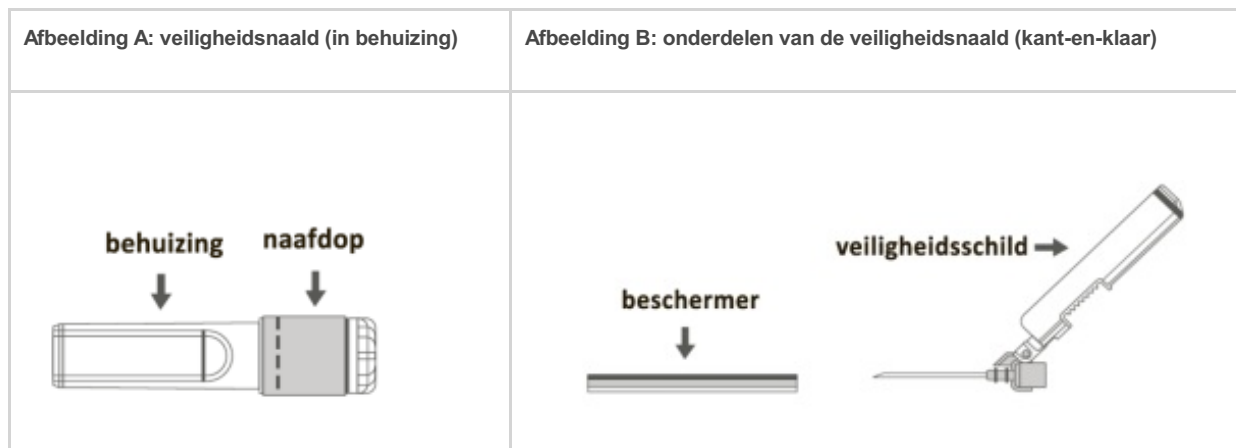 Afbeelding A: veiligheidsnaald (in behuizing)
Afbeelding B: onderdelen van de veiligheidsnaald (kant-en-klaar)
behuizing
naafdop
veiligheidsschild
beschermer